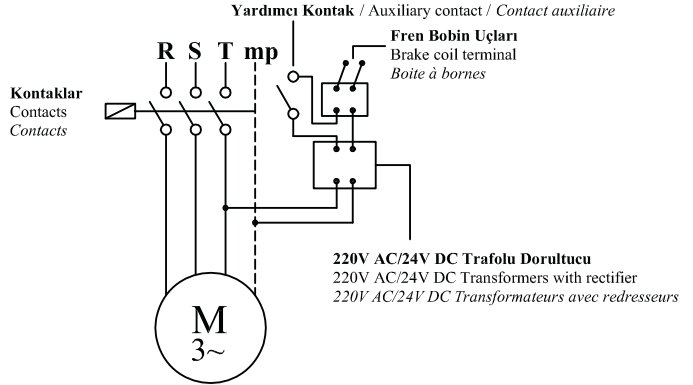 Yardımcı Kontak / Auxiliary contact / Contact auxiliaire
Fren Bobin Uçları
Brake coil terminal
Boite à bornes
R S T mp
Kontaklar
Contacts
Contacts
220V AC/24V DC Trafolu Dorultucu
220V AC/24V DC Transformers with rectifier
220V AC/24V DC Transformateurs avec redresseurs
M
3~